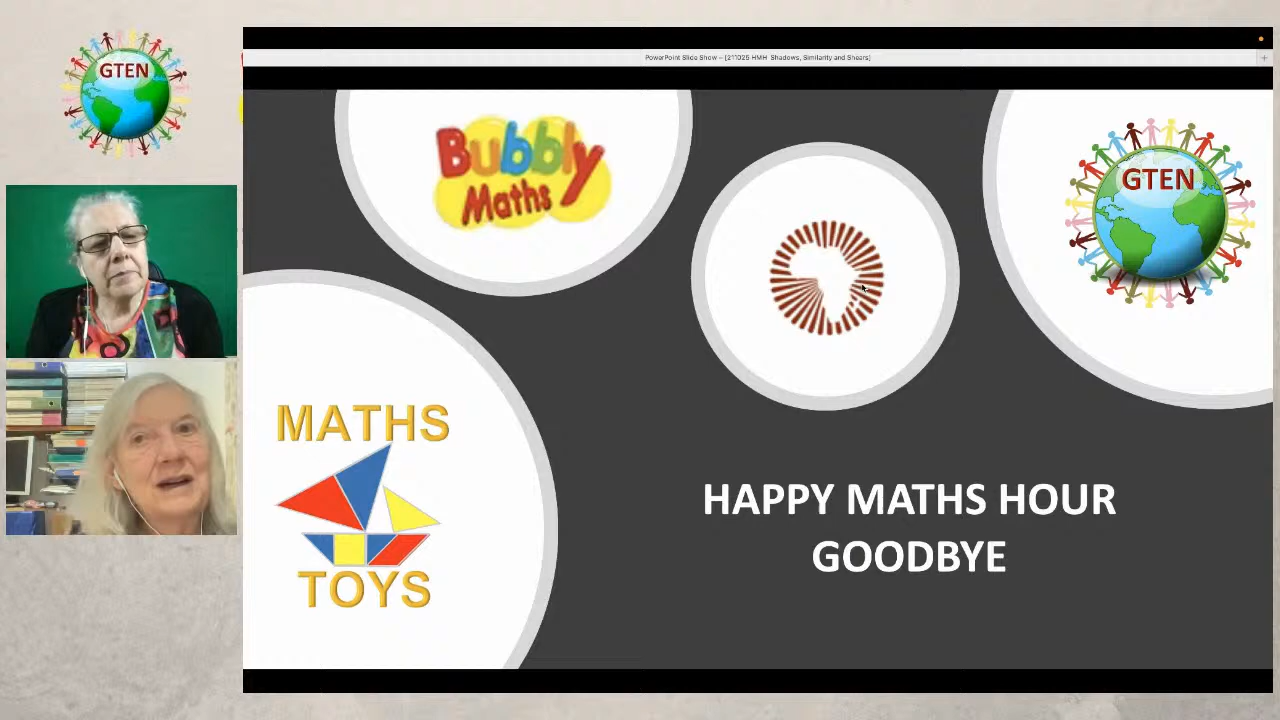 GTEN
PowerPoint Slide Show - [211025 HMH Shadows, Similarity and Shears]
Bubbly
Maths
GTEN
MATHS
TOYS
HAPPY MATHS HOUR
GOODBYE